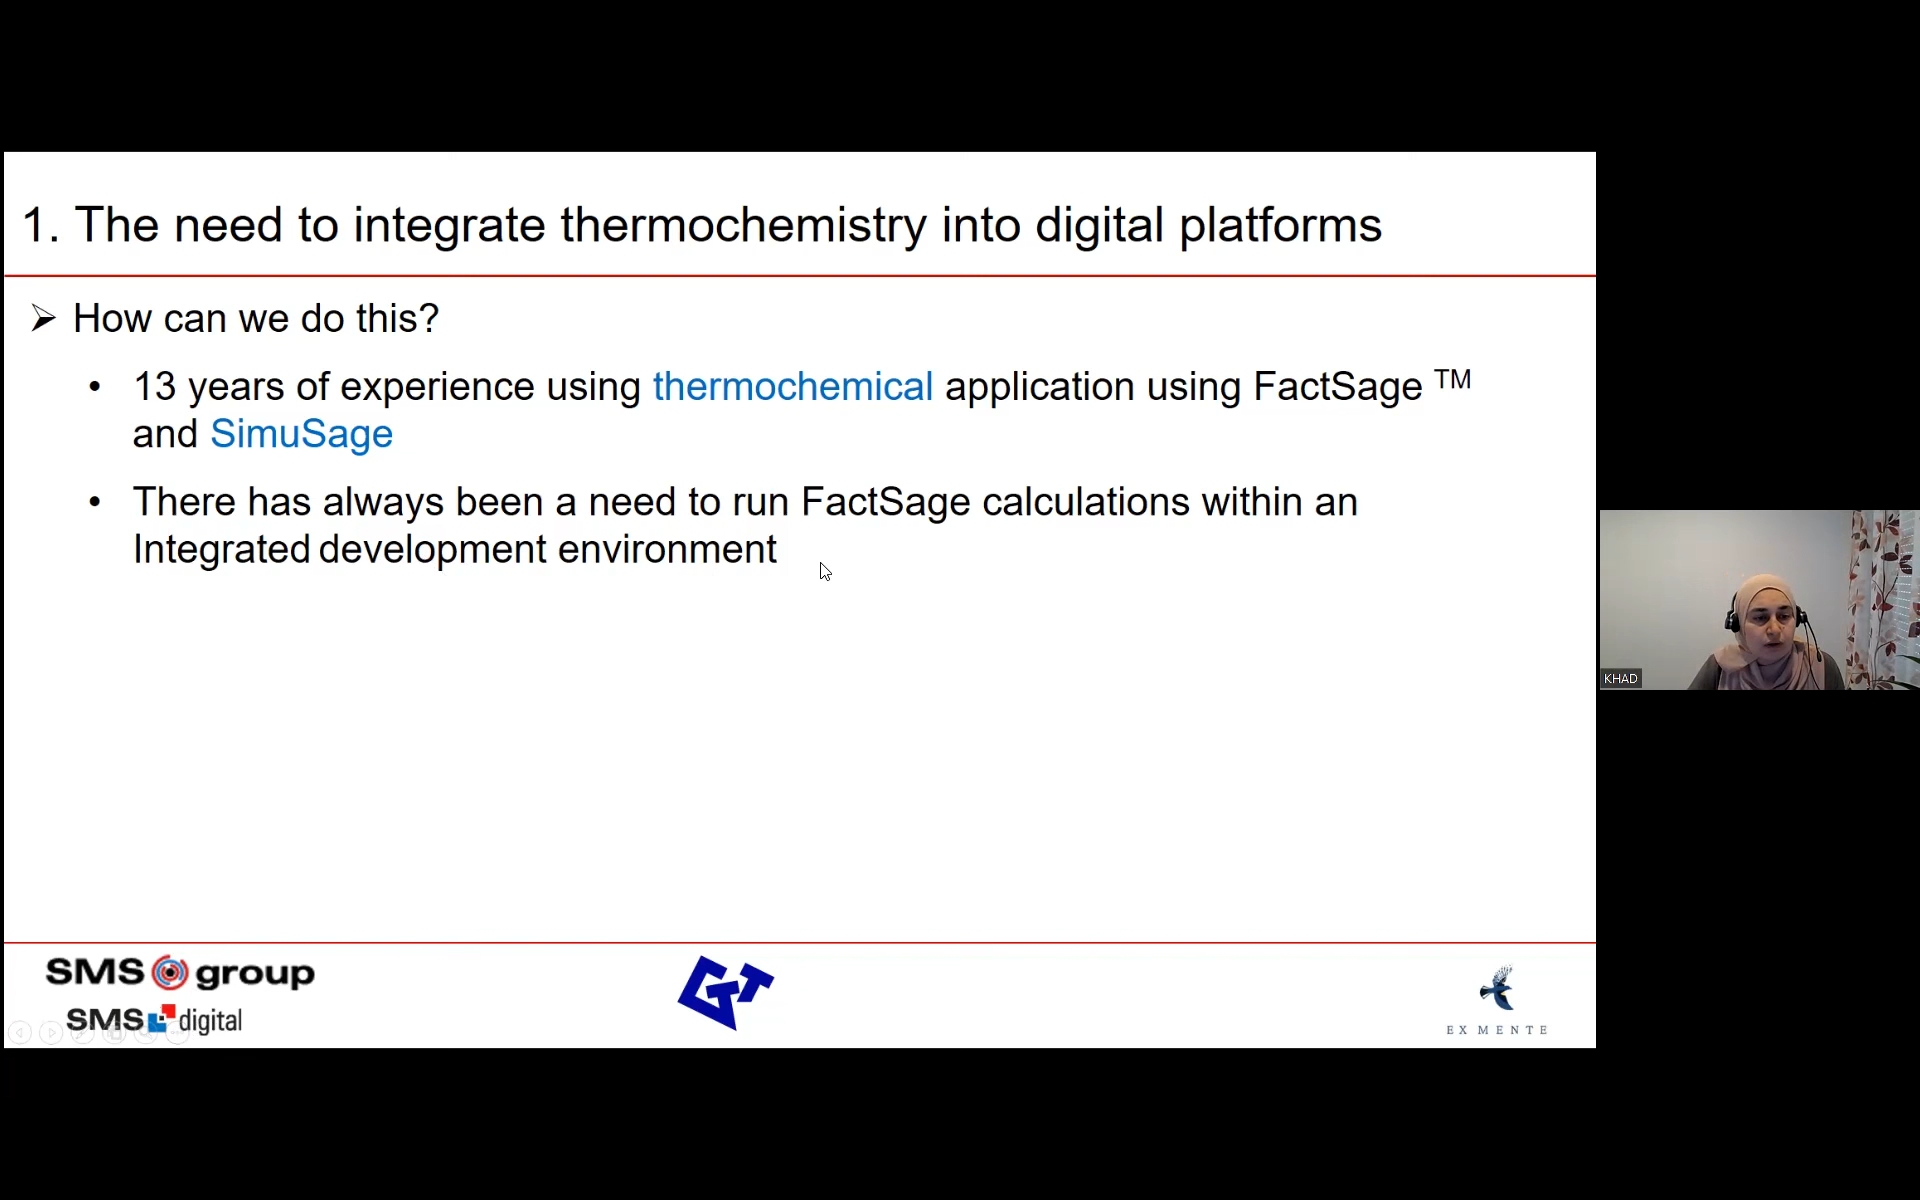 1. The need to integrate thermochemistry into digital platforms
➢ How can we do this?
• 13 years of experience using thermochemical application using FactSage TM
and SimuSage
• There has always been a need to run FactSage calculations within an
Integrated development environment
KHAD
SMS group
SMS digital
GTT
EX MENTE